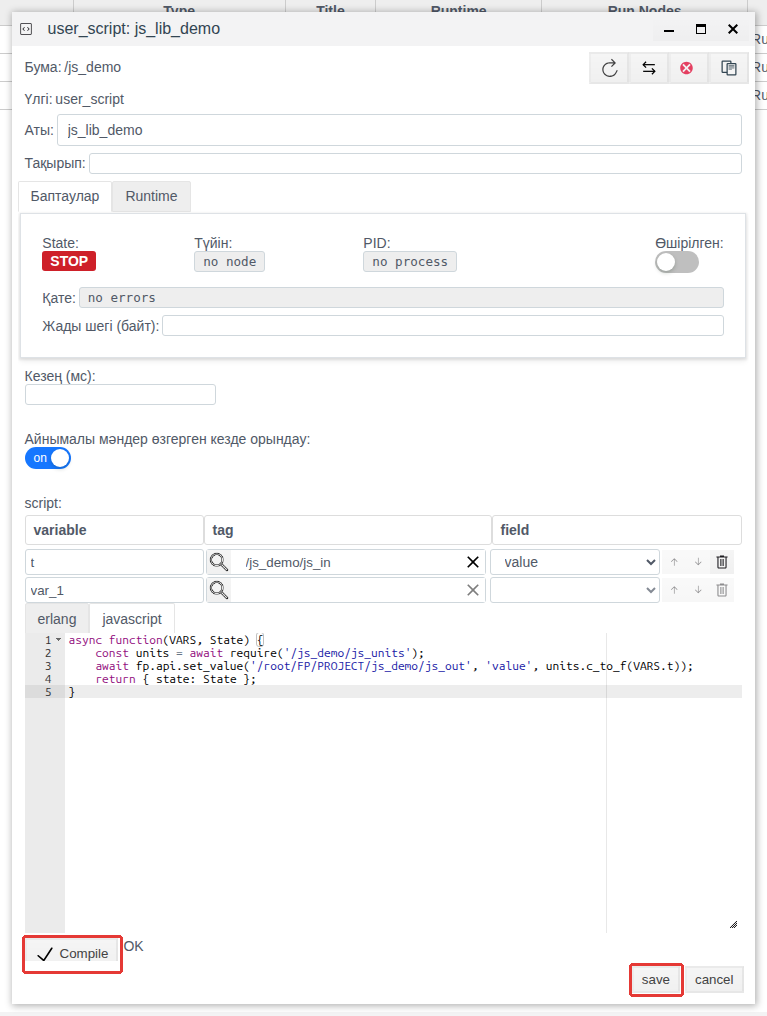 Type Title Runtime Run Nodes
user_script: js_lib_demo
Бума: /js_demo
Үлгі: user_script
Аты: js_lib_demo
Тақырып:
Баптаулар Runtime
State: Түйін: PID: Өшірілген:
STOP no node no process
Қате: no errors
Жады шегі (байт):
Кезең (мс):
Айнымалы мәндер өзгерген кезде орындау:
on
script:
variable tag field
t /js_demo/js_in value
var_1
erlang javascript
1 async function(VARS, State) {
2 const units = await require('/js_demo/js_units');
3 await fp.api.set_value('/root/FP/PROJECT/js_demo/js_out', 'value', units.c_to_f(VARS.t));
4 return { state: State };
5 }
Compile OK
save cancel
Ru
Ru
Ru